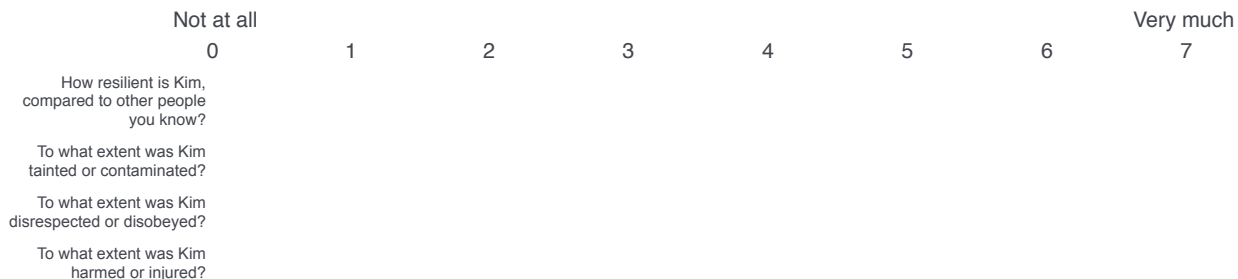 Not at all Very much
0 1 2 3 4 5 6 7
How resilient is Kim,
compared to other people
you know?
To what extent was Kim
tainted or contaminated?
To what extent was Kim
disrespected or disobeyed?
To what extent was Kim
harmed or injured?